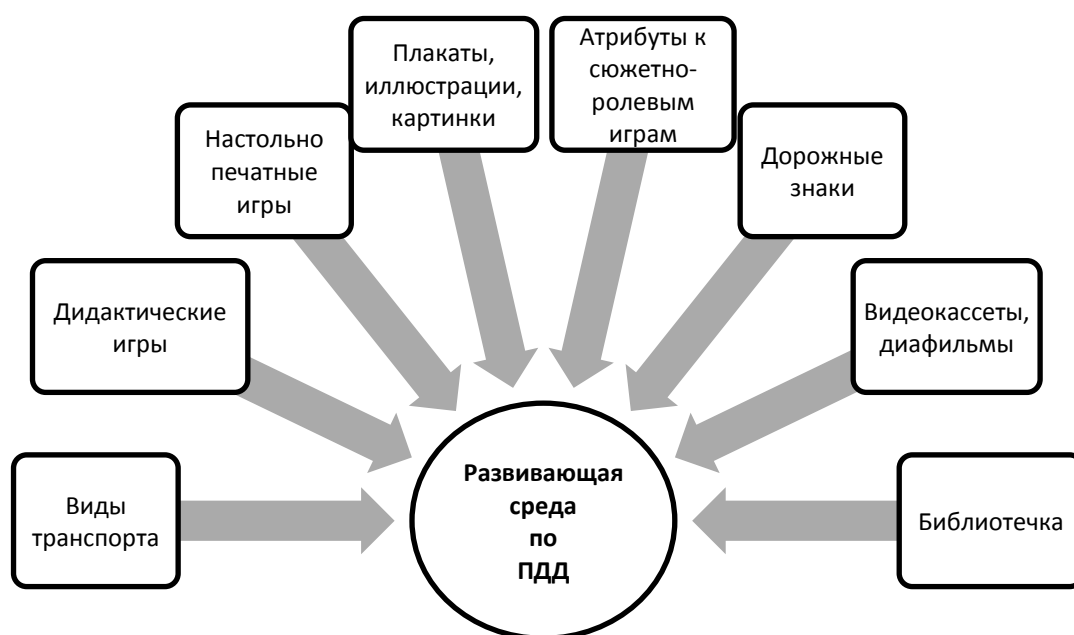 Плакаты,
иллюстрации,
картинки
Атрибуты к
сюжетно-
ролевым
играм
Настольно
печатные
игры
Дорожные
знаки
Дидактические
игры
Видеокассеты,
диафильмы
Виды
транспорта
Развивающая
среда
по
ПДД
Библиотечка